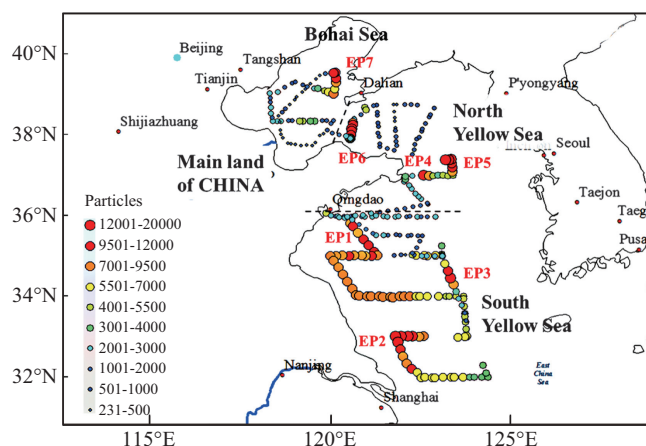 40°N
38°N
36°N
34°N
32°N
Bohai Sea
Beijing
Tangshan
EP7
Tianjin
Dalian
P'yongyang
North
Yellow Sea
Shijiazhuang
Seoul
Main land
of CHINA
EP6
EP4
EP5
Taejon
Qingdao
Taeg
Pusa
EP1
EP3
South
Yellow Sea
EP2
Nanjing
Shanghai
East
China
Sea
Particles
12001-20000
9501-12000
7001-9500
5501-7000
4001-5500
3001-4000
2001-3000
1001-2000
501-1000
231-500
115°E
120°E
125°E